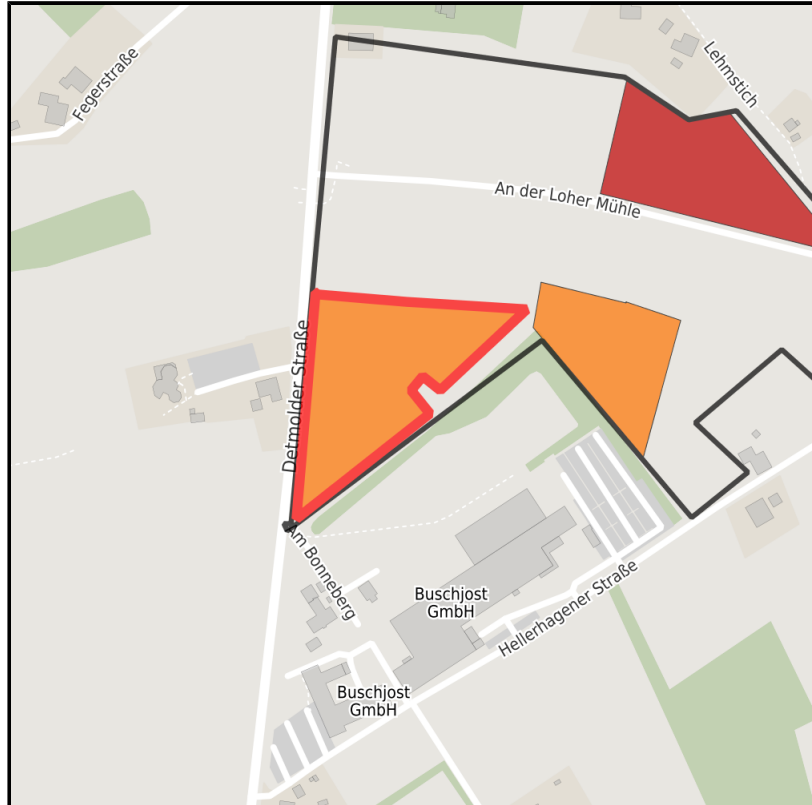 Fegerstraße
Lehmstich
An der Loher Mühle
Detmolder Straße
Am Bonneberg
Buschjost
GmbH
Hellerhagener Straße
Buschjost
GmbH